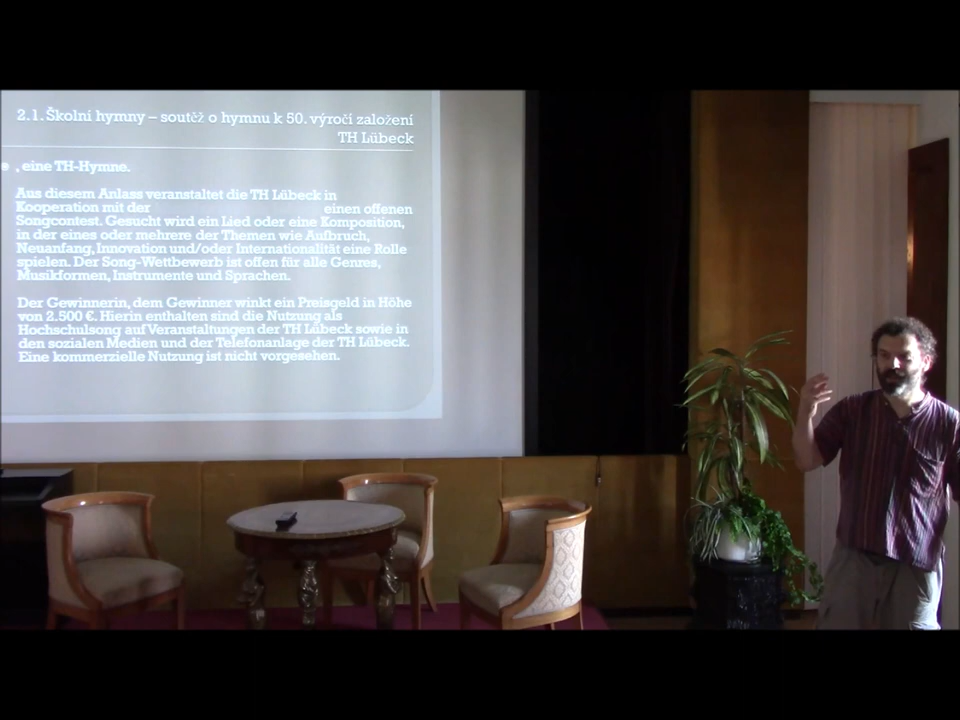 2.1. Školní hymny – soutěž o hymnu k 50. výročí založení
TH Lübeck
, eine TH-Hymne.
Aus diesem Anlass veranstaltet die TH Lübeck in
Kooperation mit der einen offenen
Songcontest. Gesucht wird ein Lied oder eine Komposition,
in der eines oder mehrere der Themen wie Aufbruch,
Neuanfang, Innovation und/oder Internationalität eine Rolle
spielen. Der Song-Wettbewerb ist offen für alle Genres,
Musikformen, Instrumente und Sprachen.
Der Gewinnerin, dem Gewinner winkt ein Preisgeld in Höhe
von 2.500 €. Hierin enthalten sind die Nutzung als
Hochschulsong auf Veranstaltungen der TH Lübeck sowie in
den sozialen Medien und der Telefonanlage der TH Lübeck.
Eine kommerzielle Nutzung ist nicht vorgesehen.